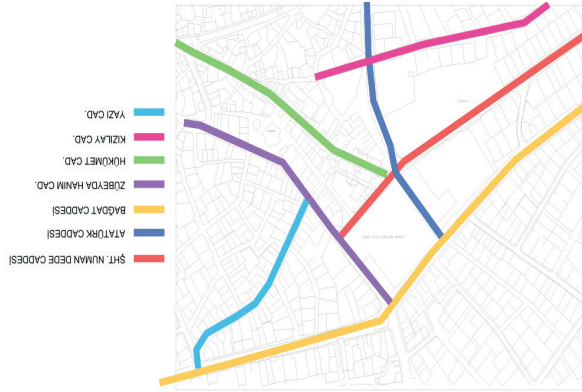 ŞHT. NUMAN DEDE CADDESİ
ATATÜRK CADDESİ
BAĞDAT CADDESİ
ZÜBEYDA HANIM CAD.
HÜKÜMET CAD.
KIZILAY CAD.
YAZI CAD.